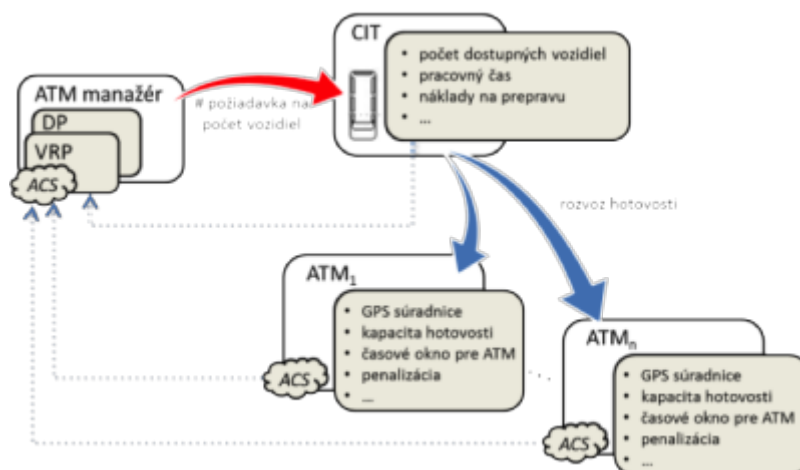 CIT
• počet dostupných vozidiel
• pracovný čas
• náklady na prepravu
• ...
ATM manažér
DP
VRP
ACS
# požiadavka na
počet vozidiel
rozvoz hotovosti
ATM1
• GPS súradnice
• kapacita hotovosti
• časové okno pre ATM
• penalizácia
• ...
ACS
ATMn
• GPS súradnice
• kapacita hotovosti
• časové okno pre ATM
• penalizácia
• ...
ACS